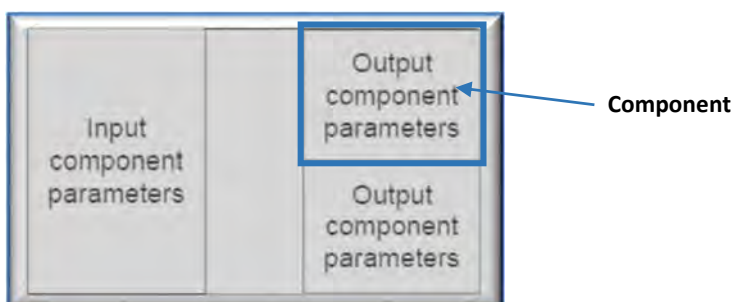 Input
component
parameters
Output
component
parameters
Output
component
parameters
Component